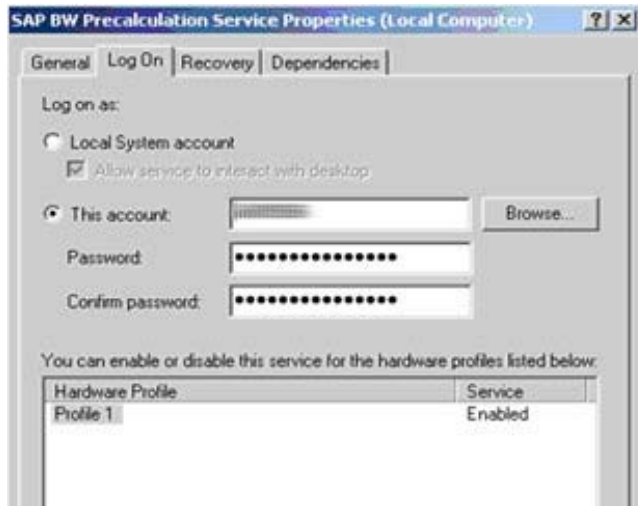 SAP BW Precalculation Service Properties (Local Computer)
General Log On Recovery Dependencies
Log on as:
Local System account
Allow service to interact with desktop
This account: Browse...
Password:
Confirm password:
You can enable or disable this service for the hardware profiles listed below:
Hardware Profile Service
Profile 1 Enabled